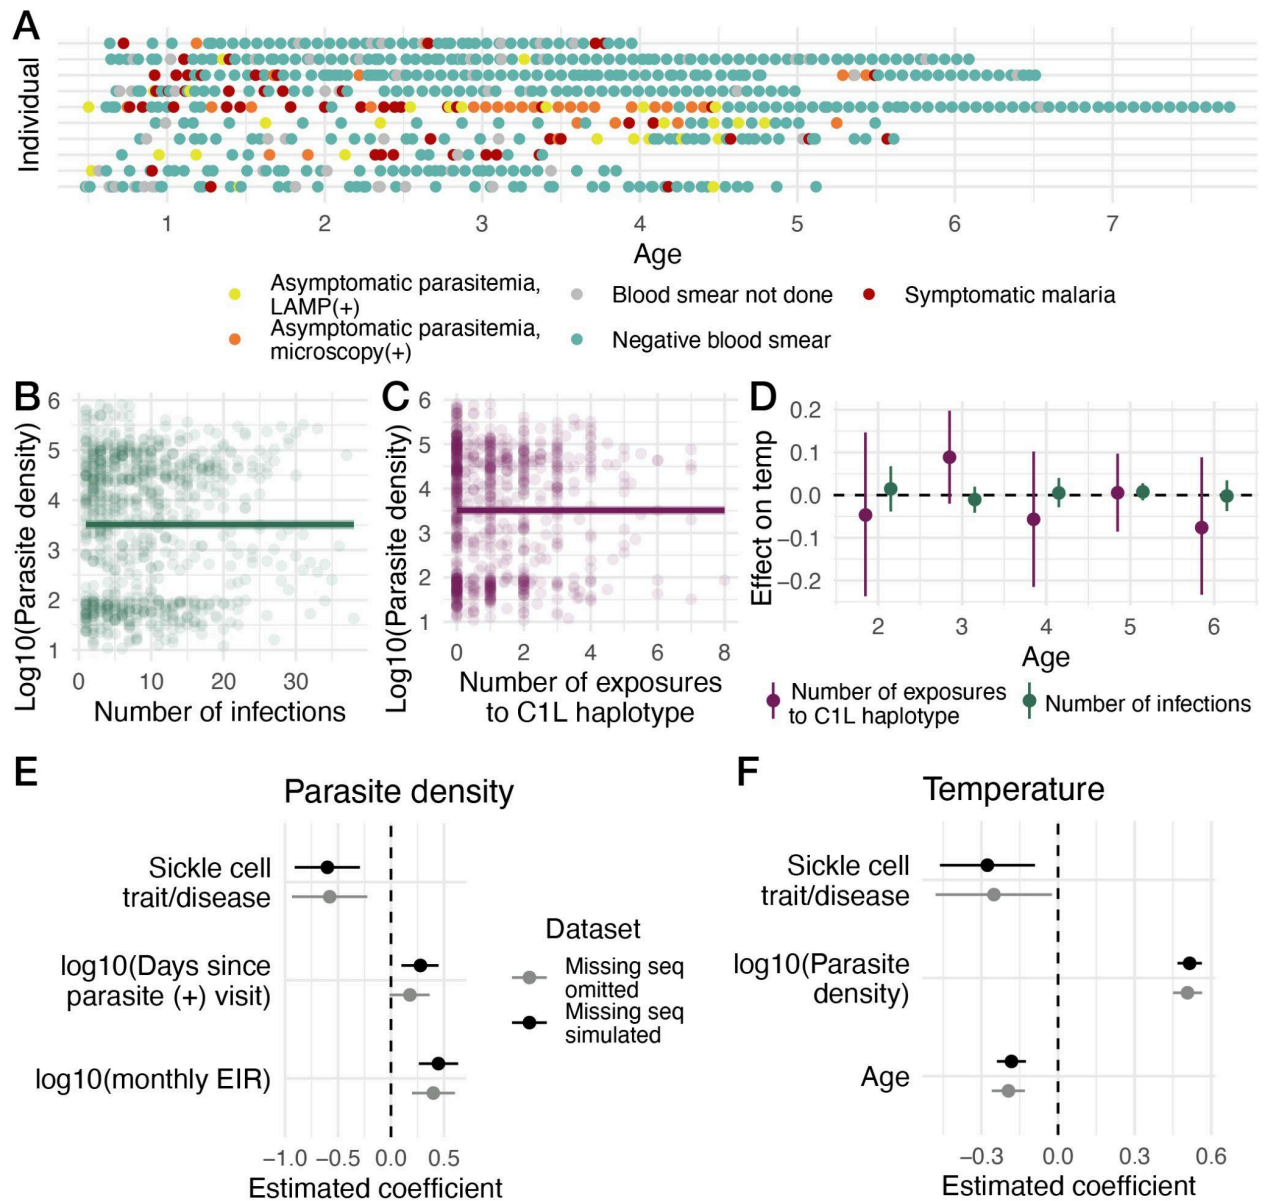 A
Individual
1 2 3 4 5 6 7
Age
Asymptomatic parasitemia,
LAMP(+)
Asymptomatic parasitemia,
microscopy(+)
Blood smear not done
Negative blood smear
Symptomatic malaria
B
Log10(Parasite density)
6
5
4
3
2
1
0 10 20 30
Number of infections
C
Log10(Parasite density)
6
5
4
3
2
1
0 2 4 6 8
Number of exposures
to C1L haplotype
D
Effect on temp
0.2
0.1
0.0
−0.1
−0.2
2 3 4 5 6
Age
Number of exposures
to C1L haplotype
Number of infections
E
Parasite density
Sickle cell
trait/disease
log10(Days since
parasite (+) visit)
log10(monthly EIR)
−1.0 −0.5 0.0 0.5
Estimated coefficient
Dataset
Missing seq
omitted
Missing seq
simulated
F
Temperature
Sickle cell
trait/disease
log10(Parasite
density)
Age
−0.3 0.0 0.3 0.6
Estimated coefficient